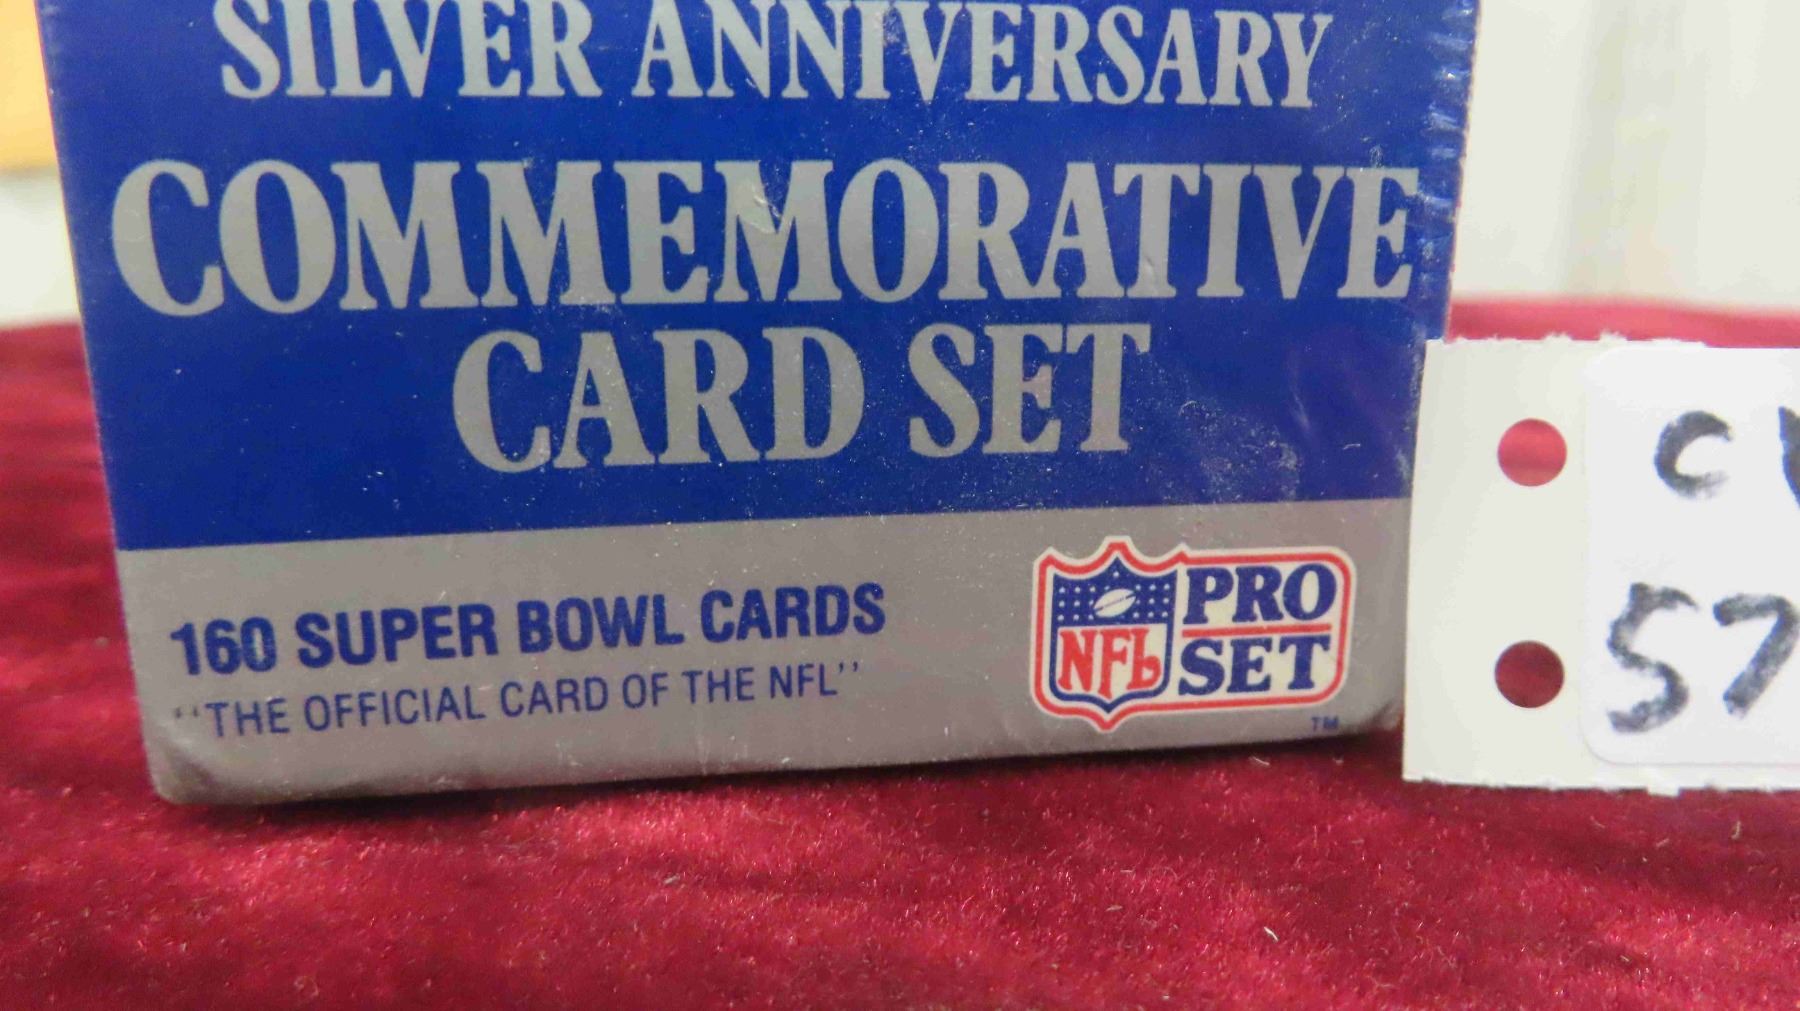 SILVER ANNIVERSARY
COMMEMORATIVE
CARD SET
160 SUPER BOWL CARDS
"THE OFFICIAL CARD OF THE NFL"
NFL PRO SET
TM
C
57